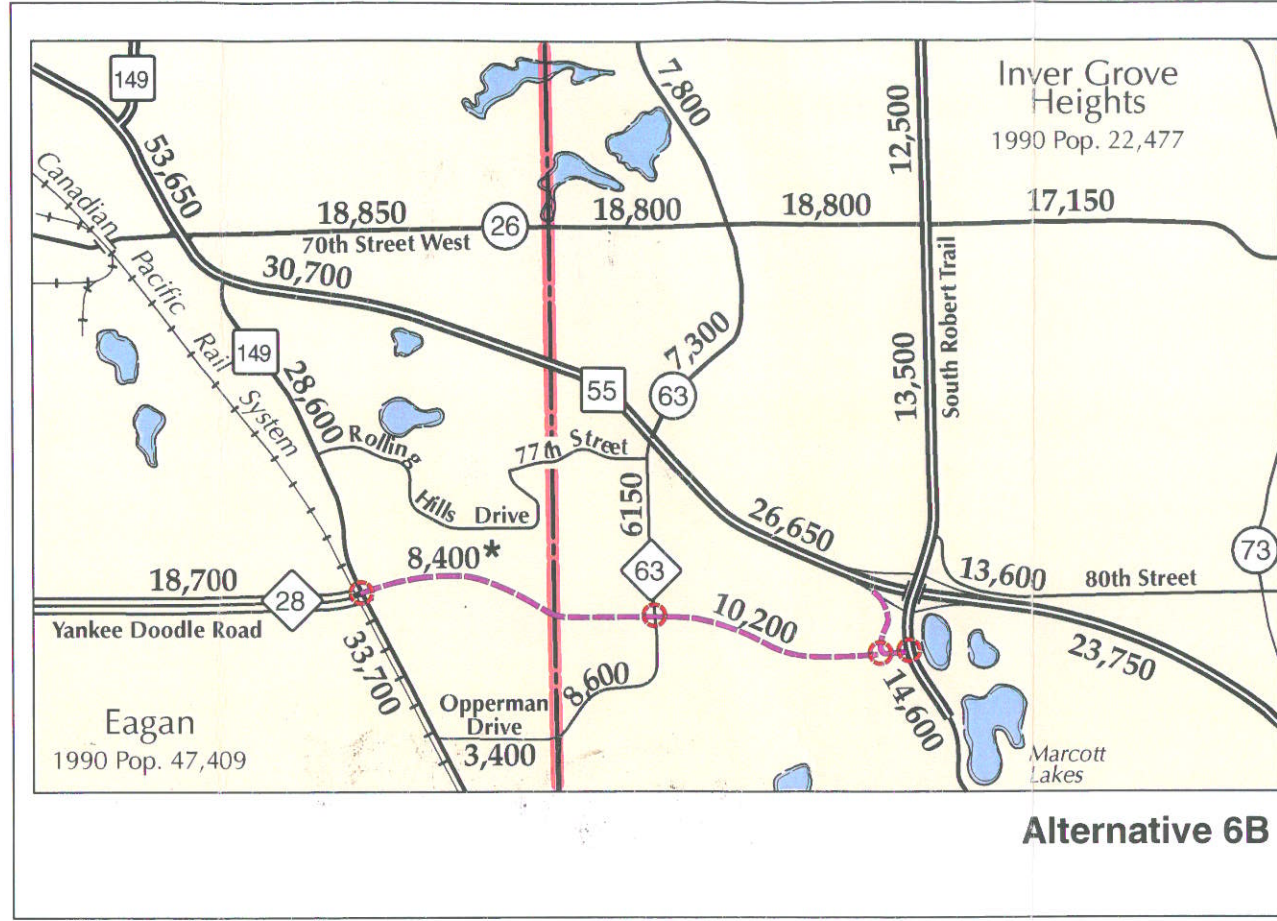 149
7,800
Inver Grove
Heights
1990 Pop. 22,477
12,500
53,650
Canadian Pacific Rail System
18,850
26
18,800
18,800
17,150
70th Street West
30,700
South Robert Trail
149
28,600
7,300
55
63
13,500
Rolling Hills Drive
77th Street
6150
26,650
8,400*
63
73
18,700
28
13,600
80th Street
Yankee Doodle Road
10,200
33,700
23,750
8,600
14,600
Opperman
Drive
3,400
Eagan
1990 Pop. 47,409
Marcott
Lakes
Alternative 6B